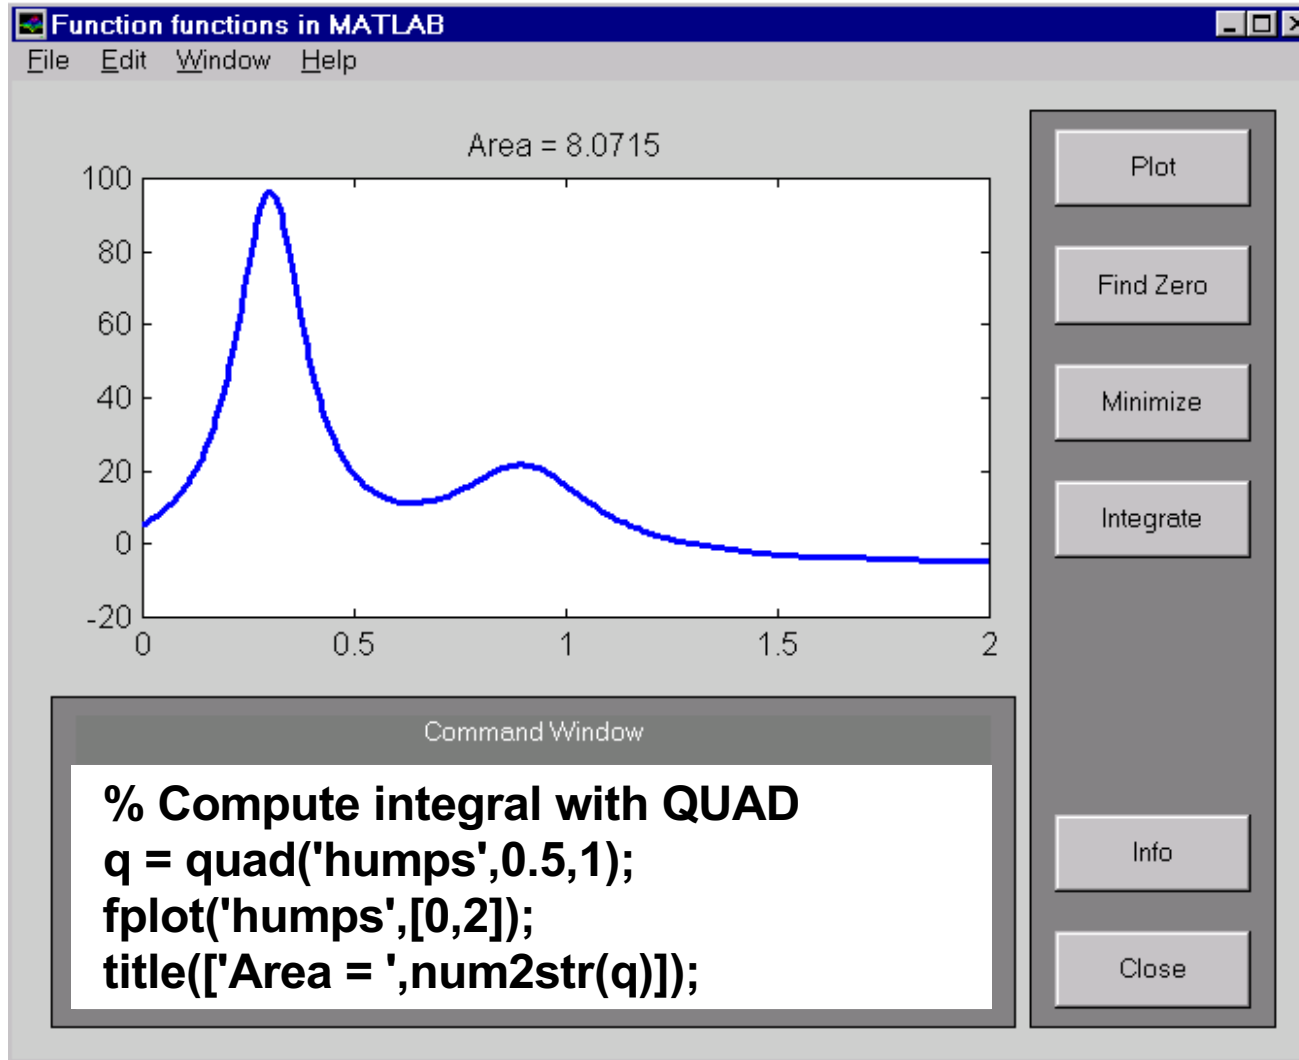 Function functions in MATLAB
File Edit Window Help
Area = 8.0715
100
80
60
40
20
0
-20
0 0.5 1 1.5 2
Plot
Find Zero
Minimize
Integrate
Info
Close
Command Window
% Compute integral with QUAD
q = quad('humps',0.5,1);
fplot('humps',[0,2]);
title(['Area = ',num2str(q)]);